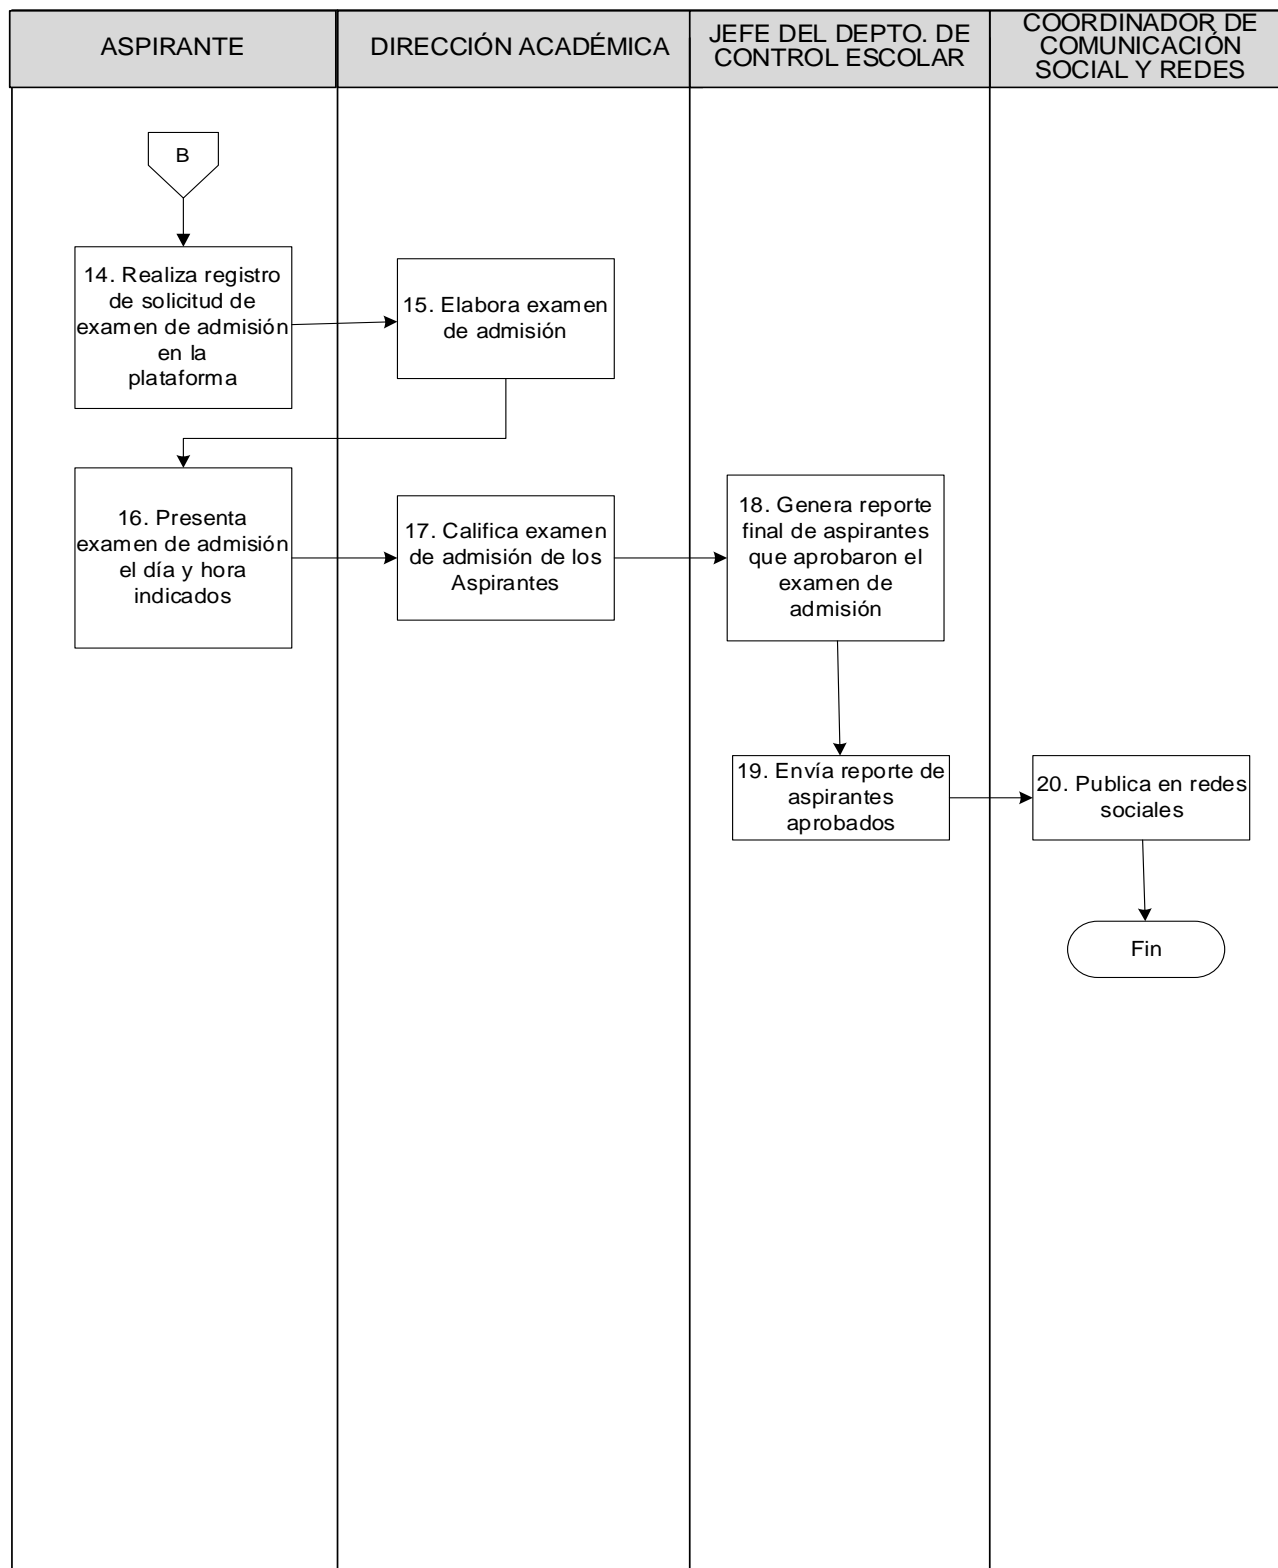 ASPIRANTE
DIRECCIÓN ACADÉMICA
JEFE DEL DEPTO. DE
CONTROL ESCOLAR
COORDINADOR DE
COMUNICACIÓN
SOCIAL Y REDES
B
14. Realiza registro
de solicitud de
examen de admisión
en la
plataforma
15. Elabora examen
de admisión
16. Presenta
examen de admisión
el día y hora
indicados
17. Califica examen
de admisión de los
Aspirantes
18. Genera reporte
final de aspirantes
que aprobaron el
examen de
admisión
19. Envía reporte de
aspirantes
aprobados
20. Publica en redes
sociales
Fin